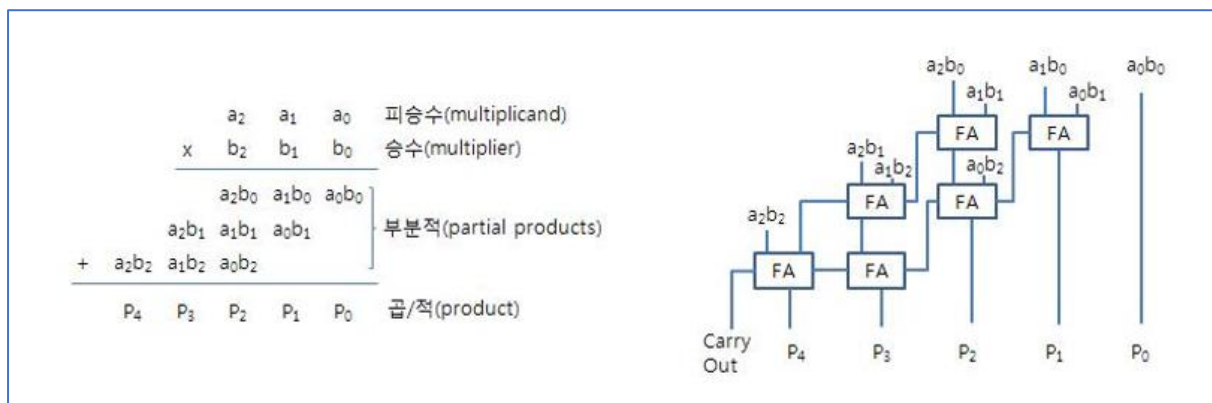 a₂ a₁ a₀ 피승수(multiplicand)
x b₂ b₁ b₀ 승수(multiplier)
a₂b₀ a₁b₀ a₀b₀
a₂b₁ a₁b₁ a₀b₁ 부분적(partial products)
+ a₂b₂ a₁b₂ a₀b₂
P₄ P₃ P₂ P₁ P₀ 곱/적(product)
a₂b₀ a₁b₀ a₀b₀
a₁b₁ a₀b₁
FA FA
a₂b₁
a₁b₂ a₀b₂
FA FA
a₂b₂
FA FA
Carry Out P₄ P₃ P₂ P₁ P₀